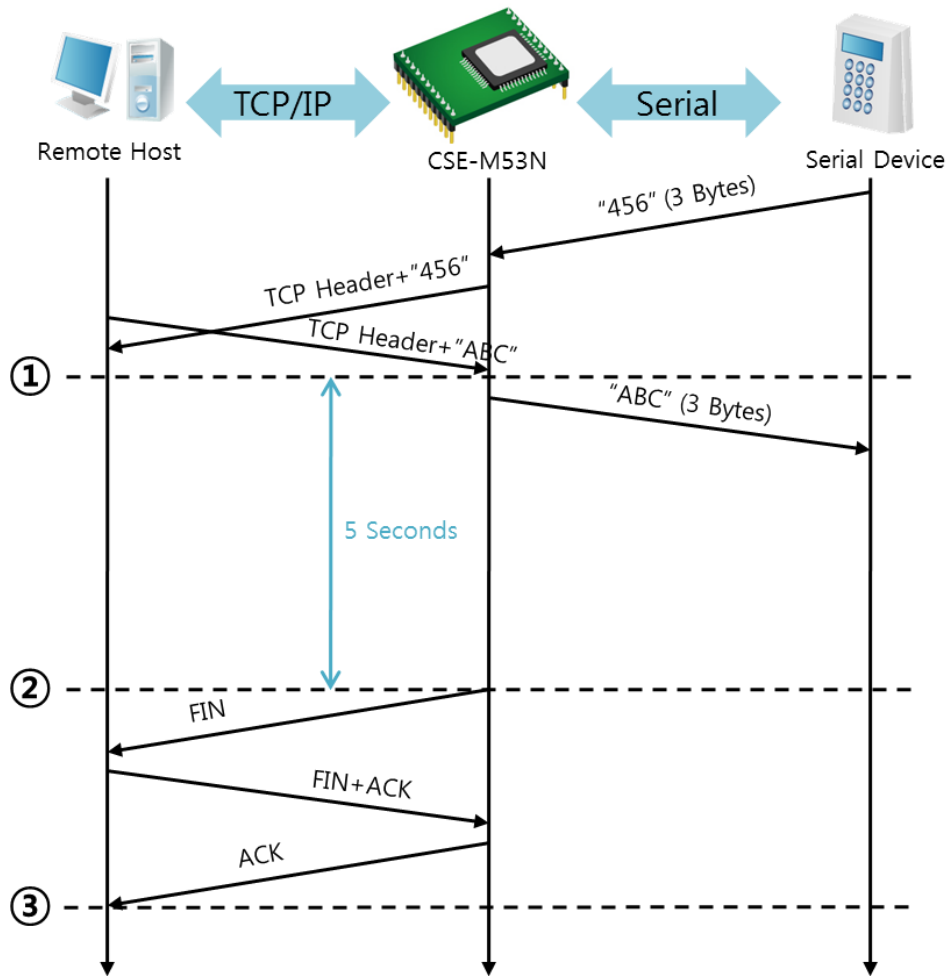 TCP/IP
Serial
Remote Host
CSE-M53N
Serial Device
"456" (3 Bytes)
TCP Header+"456"
TCP Header+"ABC"
①
"ABC" (3 Bytes)
5 Seconds
②
FIN
FIN+ACK
ACK
③